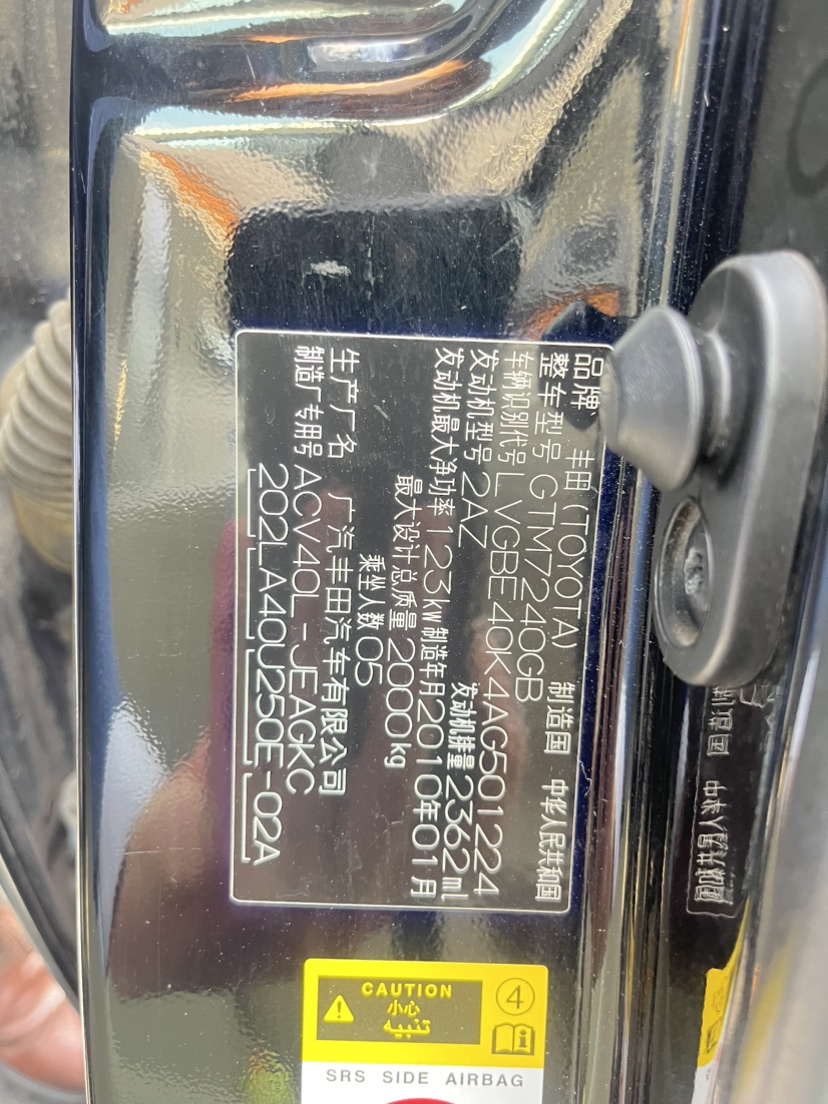 品牌 丰田(TOYOTA) 制造国 中华人民共和国
整车型号 GTM7240GB
车辆识别代号 LVGBE40K4AG501224
发动机型号 2AZ 发动机排量 2362ml
发动机最大净功率 123kw 制造年月 2010年01月
最大设计总质量 2000kg
乘坐人数 05
生产厂名 广汽丰田汽车有限公司
制造厂专用号 ACV40L-JEAGKC
202LA40U250E-02A
CAUTION
小心
تنبيه
4
i
SRS SIDE AIRBAG